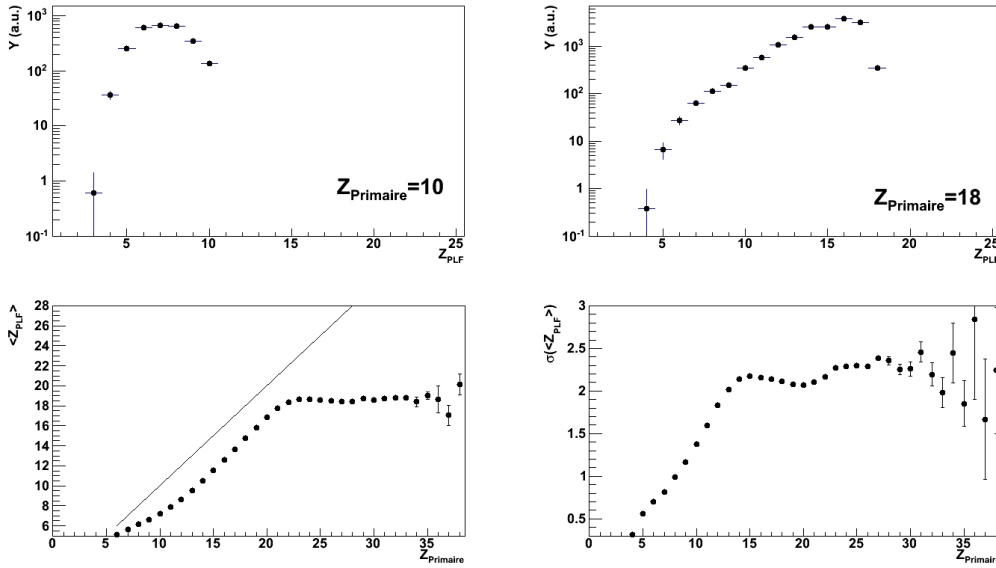 Y (a.u.)
10³
10²
10
1
10⁻¹
Z_Primaire=10
5 10 15 20 25
Z_PLF
Y (a.u.)
10³
10²
10
1
10⁻¹
Z_Primaire=18
5 10 15 20 25
Z_PLF
<Z_PLF>
28
26
24
22
20
18
16
14
12
10
8
6
0 5 10 15 20 25 30 35
Z_Primaire
σ(<Z_PLF>)
3
2.5
2
1.5
1
0.5
0 5 10 15 20 25 30 35
Z_Primaire